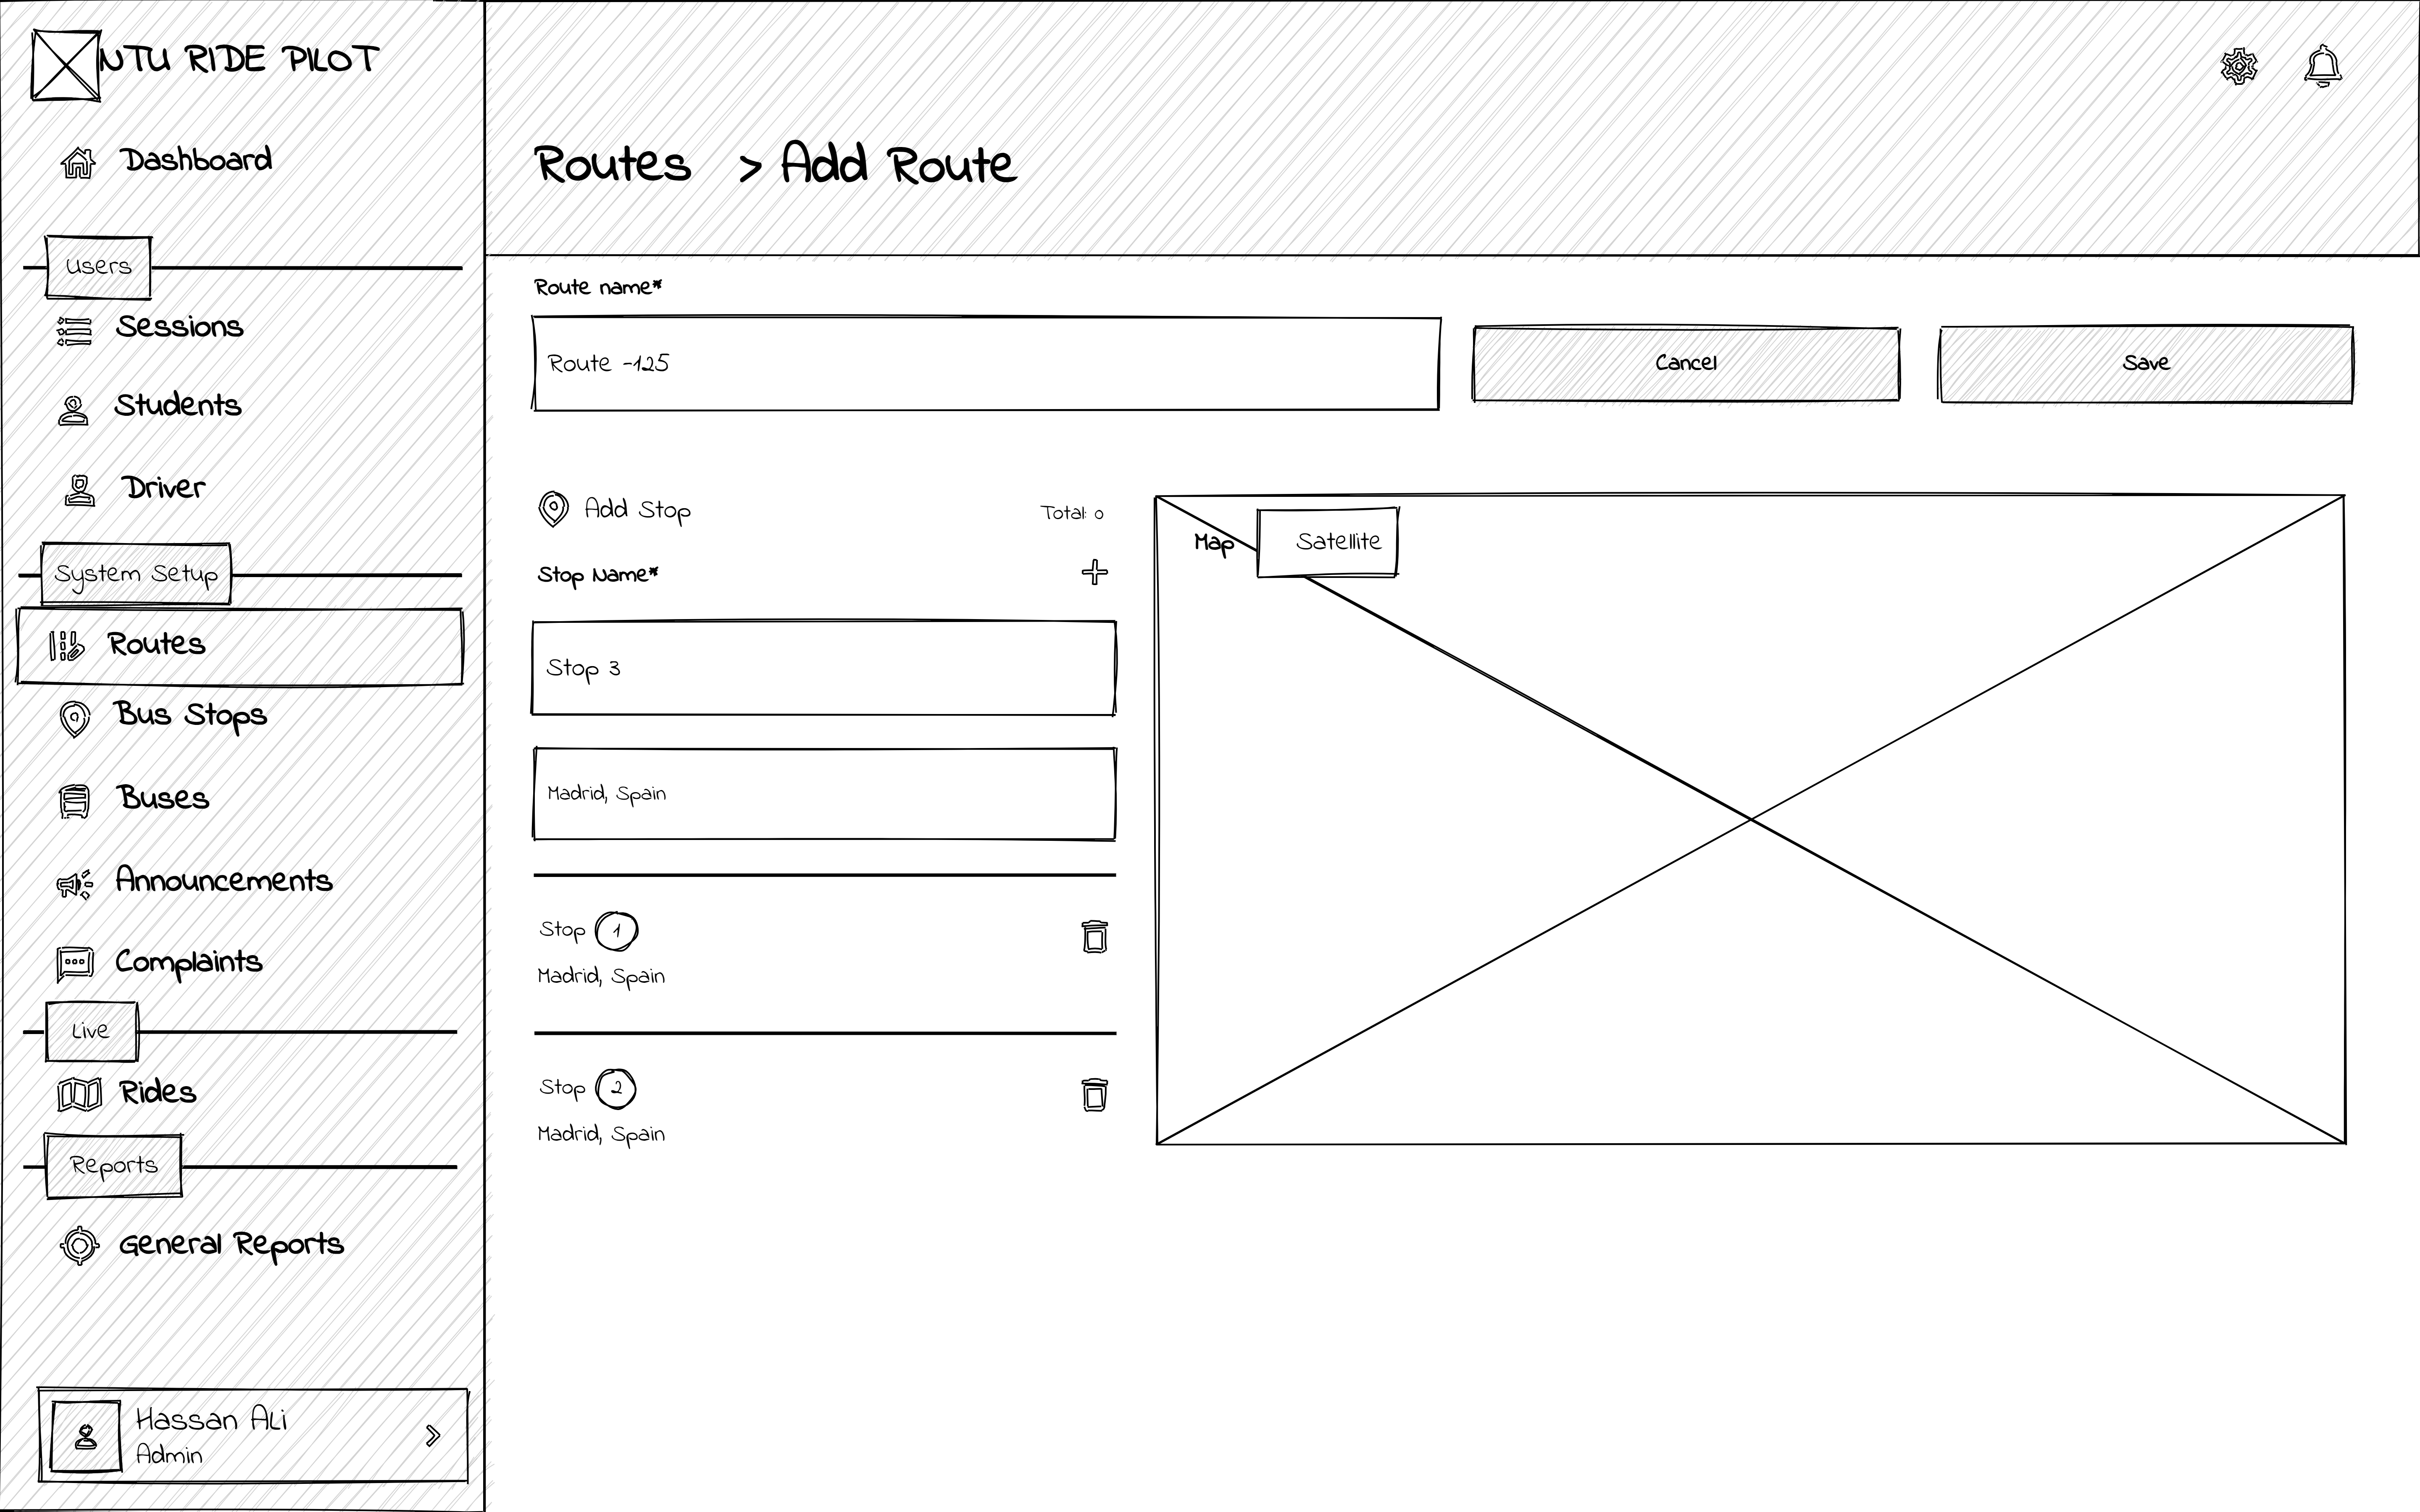 NTU RIDE PILOT
Dashboard
Users
Sessions
Students
Driver
System Setup
Routes
Bus Stops
Buses
Announcements
Complaints
Live
Rides
Reports
General Reports
Hassan Ali
Admin
Routes > Add Route
Route name*
Route -125
Cancel
Save
Add Stop
Total: 0
Stop Name*
Stop 3
Madrid, Spain
Stop 1
Madrid, Spain
Stop 2
Madrid, Spain
Map
Satellite